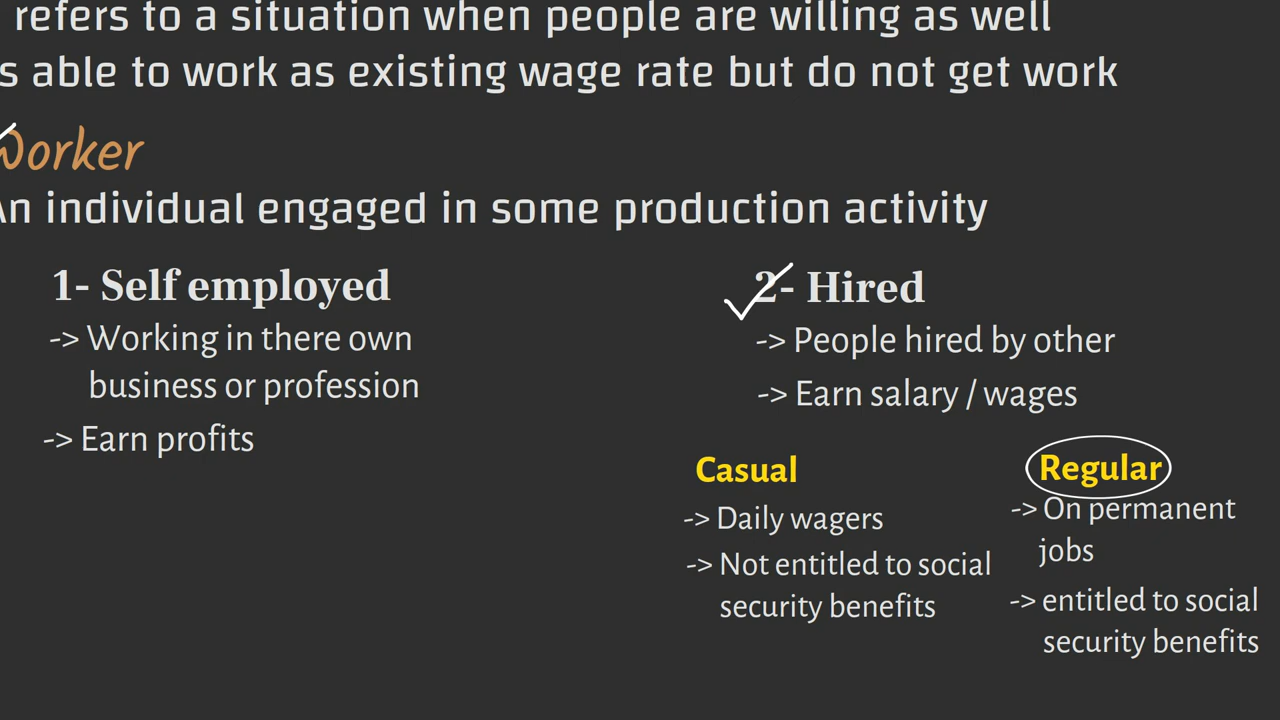 refers to a situation when people are willing as well
s able to work as existing wage rate but do not get work
Worker
An individual engaged in some production activity
1- Self employed
-> Working in there own
business or profession
-> Earn profits
2- Hired
-> People hired by other
-> Earn salary / wages
Casual
-> Daily wagers
-> Not entitled to social
security benefits
Regular
-> On permanent
jobs
-> entitled to social
security benefits